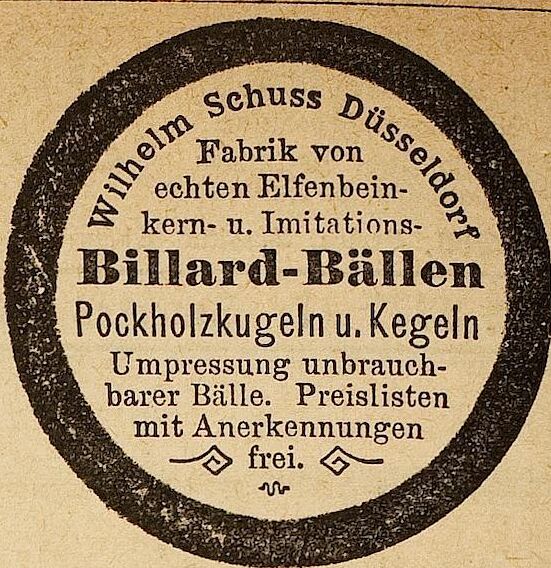 Wilhelm Schuss Düsseldorf
Fabrik von
echten Elfenbein-
kern- u. Imitations-
Billard-Bällen
Pockholzkugeln u. Kegeln
Umpressung unbrauch-
barer Bälle. Preislisten
mit Anerkennungen
frei.